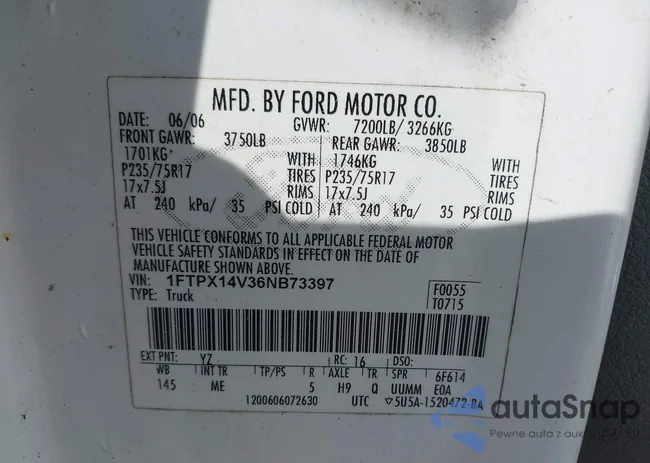 MFD. BY FORD MOTOR CO.
DATE: 06/06 GVWR: 7200LB/ 3266KG
FRONT GAWR: 3750LB REAR GAWR: 3850LB
1701KG WITH 1746KG WITH
P235/75R17 TIRES P235/75R17 TIRES
17x7.5J RIMS 17x7.5J RIMS
AT 240 kPa/ 35 PSI COLD AT 240 kPa/ 35 PSI COLD
THIS VEHICLE CONFORMS TO ALL APPLICABLE FEDERAL MOTOR
VEHICLE SAFETY STANDARDS IN EFFECT ON THE DATE OF
MANUFACTURE SHOWN ABOVE.
VIN: 1FTPX14V36NB73397 F0055
TYPE: Truck T0715
EXT PNT: YZ RC: 16 DSO:
WB INT TR TP/PS R AXLE TR SPR 6F614
145 ME 5 H9 Q UUMM E0A
1200606072630 UTC ▽5U5A-1520472-BA
autoSnap
Pewne auta z aukcji